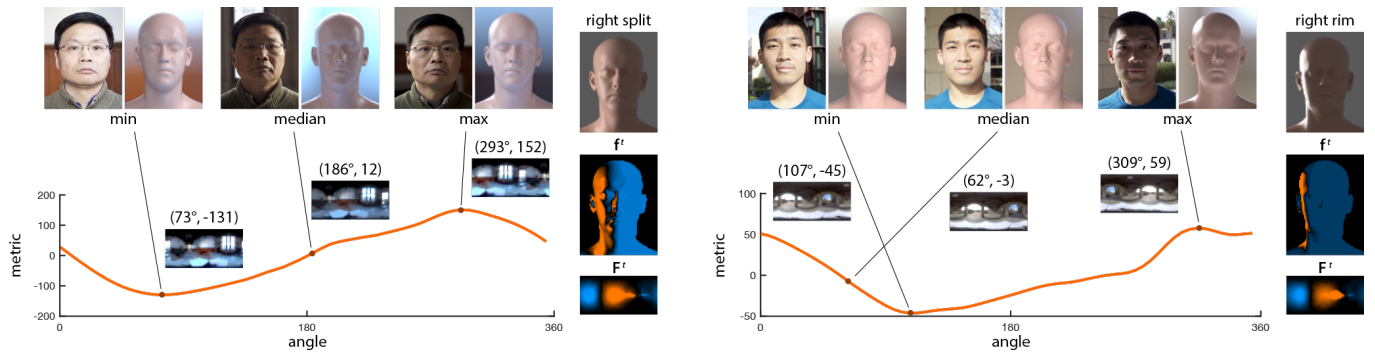 right split
min
median
max
f^t
(293°, 152)
(186°, 12)
(73°, -131)
200
100
0
-100
-200
metric
F^t
0
180
360
angle
right rim
min
median
max
f^t
(309°, 59)
(107°, -45)
(62°, -3)
100
50
0
-50
metric
F^t
0
180
360
angle